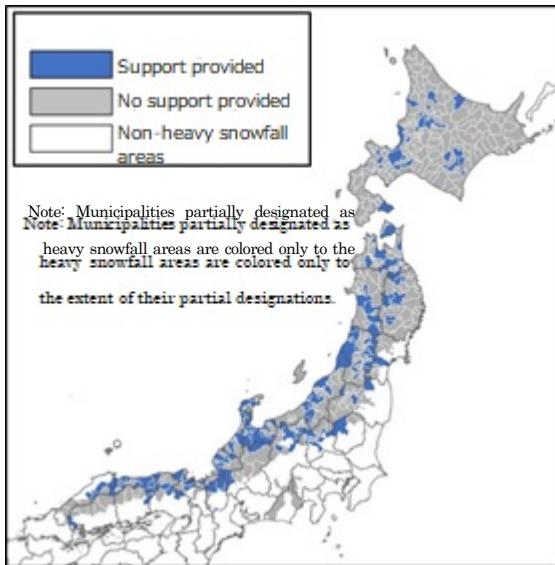 Support provided
No support provided
Non-heavy snowfall
areas
Note: Municipalities partially designated as
Note: Municipalities partially designated as
heavy snowfall areas are colored only to the
heavy snowfall areas are colored only to
the extent of their partial designations.